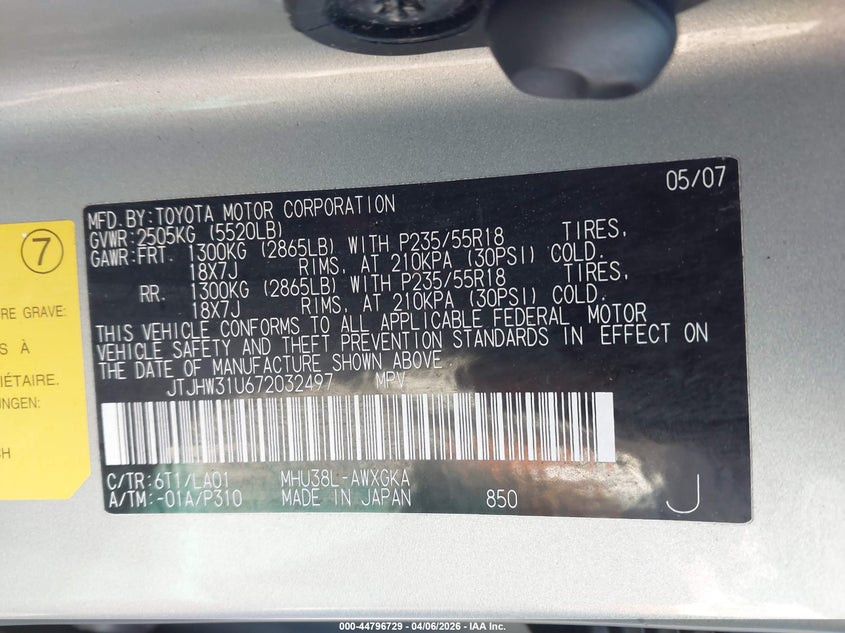 05/07
MFD.BY:TOYOTA MOTOR CORPORATION
GVWR:2505KG (5520LB)
GAWR:FRT. 1300KG (2865LB) WITH P235/55R18 TIRES,
18X7J RIMS, AT 210KPA (30PSI) COLD.
RR. 1300KG (2865LB) WITH P235/55R18 TIRES,
18X7J RIMS, AT 210KPA (30PSI) COLD.
THIS VEHICLE CONFORMS TO ALL APPLICABLE FEDERAL MOTOR
VEHICLE SAFETY AND THEFT PREVENTION STANDARDS IN EFFECT ON
THE DATE OF MANUFACTURE SHOWN ABOVE.
JTJHW31U672032497 MPV
C/TR:6T1/LA01 MHU38L-AWXGKA
A/TM:-01A/P310 MADE IN JAPAN 850 J
7
RE GRAVE:
S À
IÉTAIRE.
UNGEN:
CH
000-44796729 - 04/06/2026 - IAA Inc.